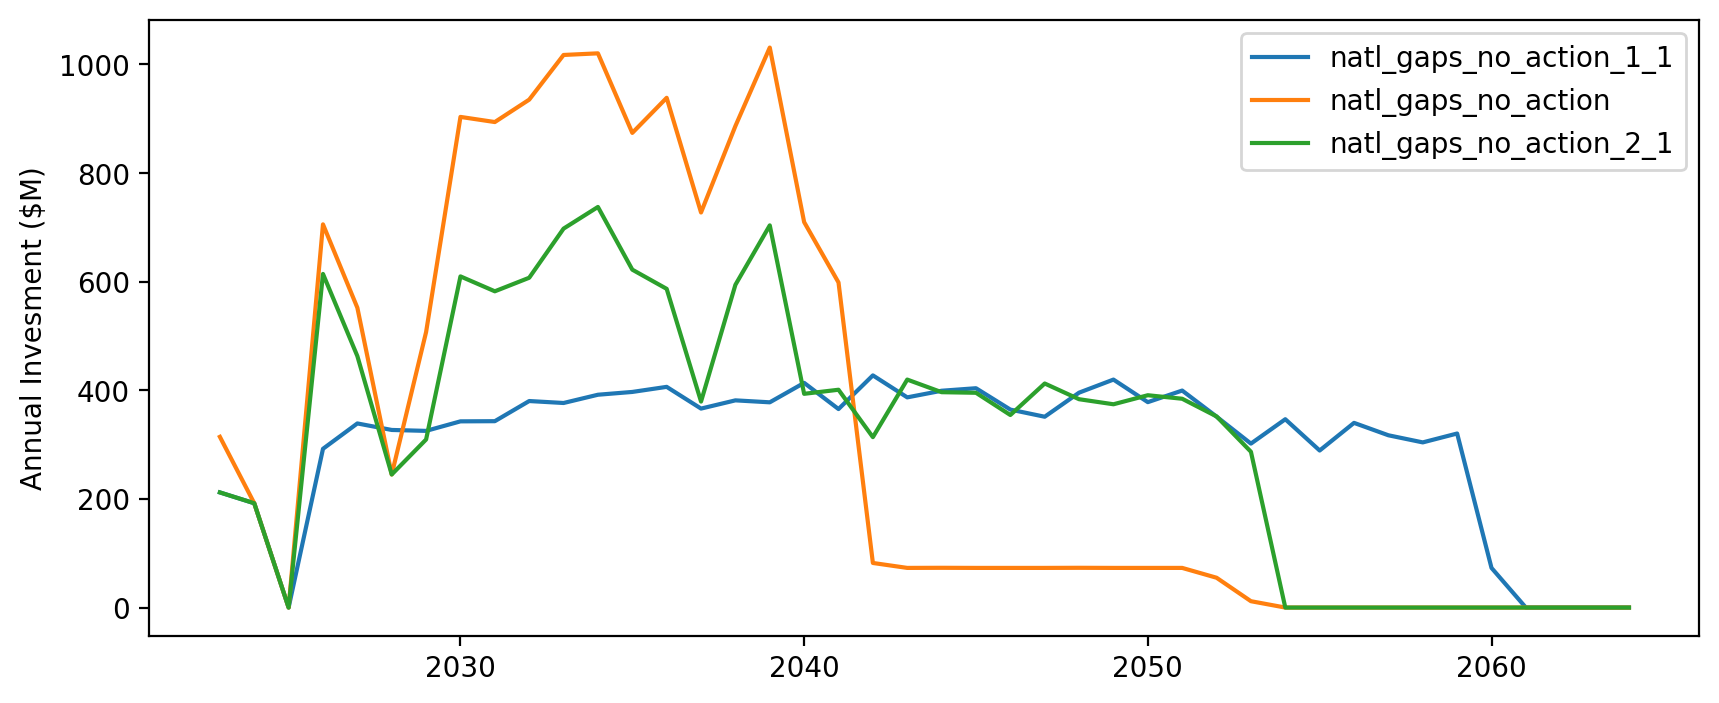 1000
800
600
400
200
0
Annual Invesment ($M)
2030
2040
2050
2060
natl_gaps_no_action_1_1
natl_gaps_no_action
natl_gaps_no_action_2_1